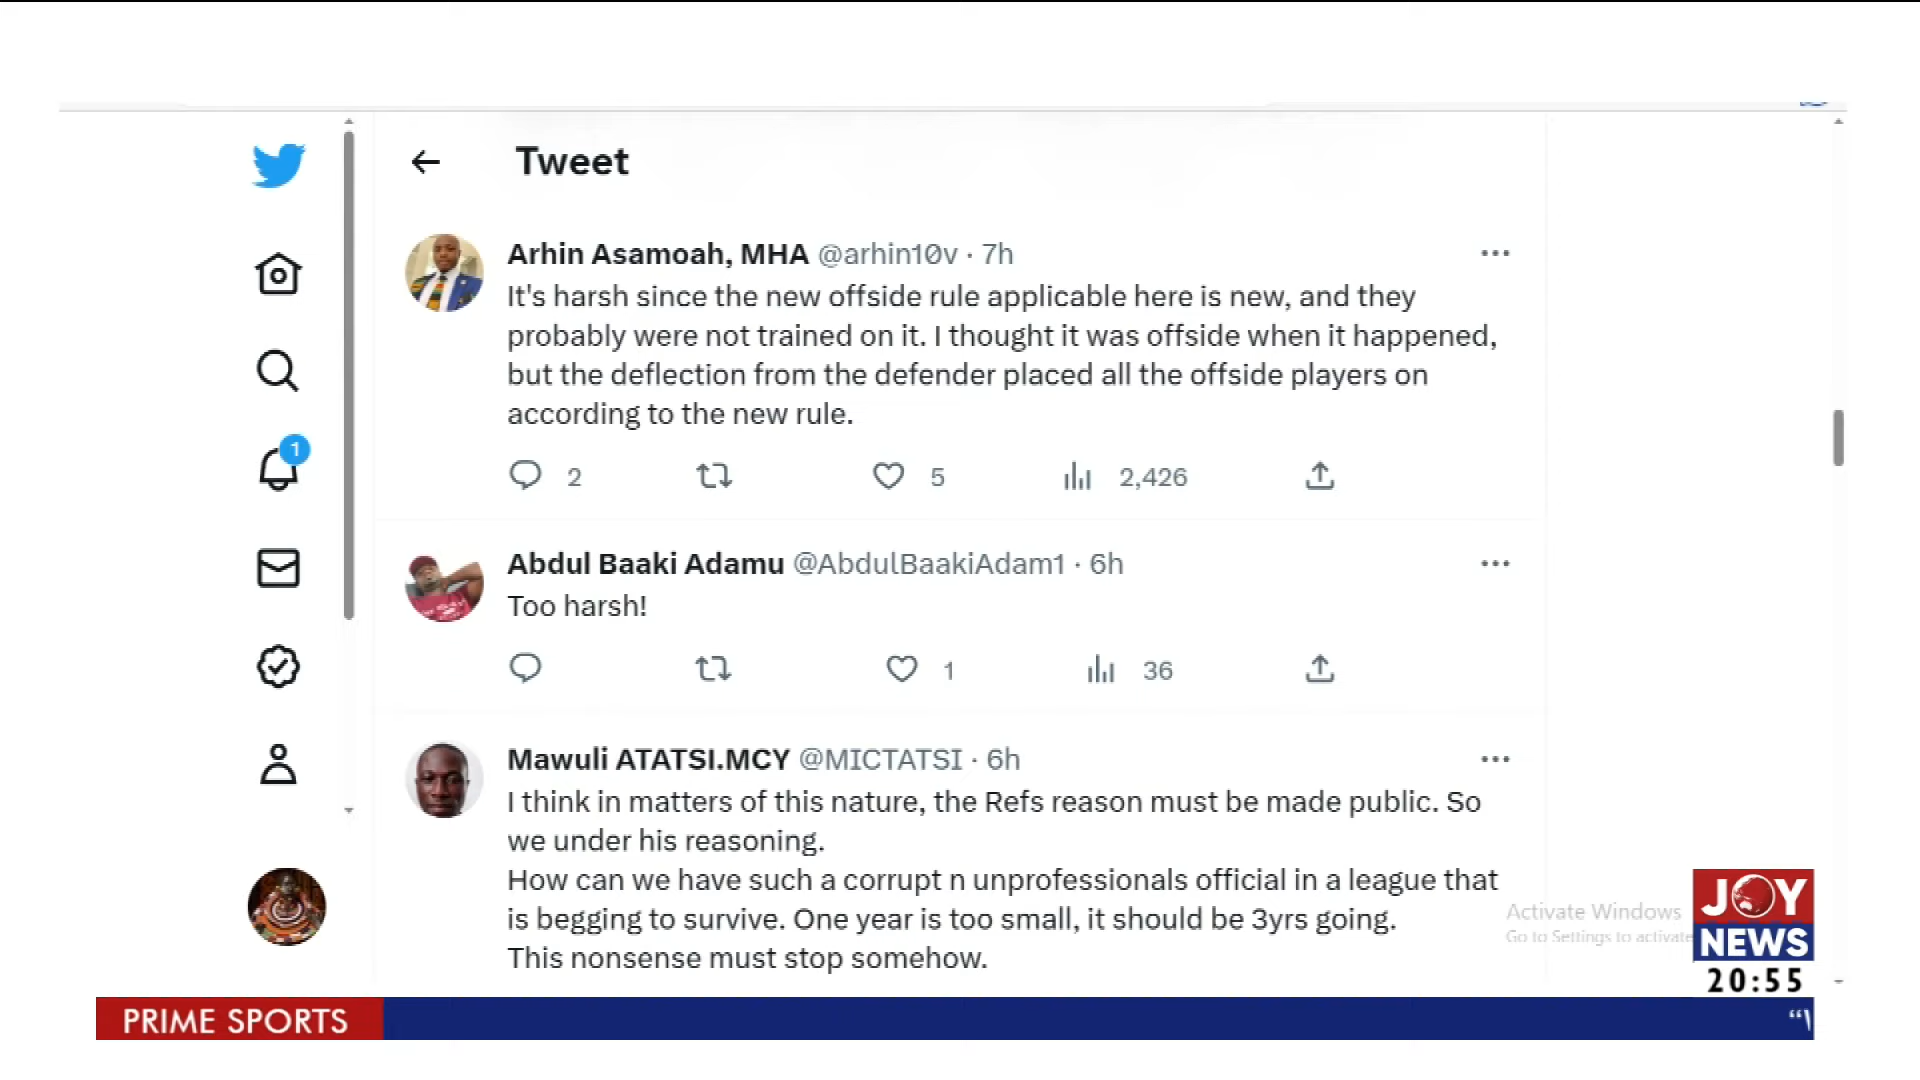 Tweet
Arhin Asamoah, MHA @arhin10v · 7h
It's harsh since the new offside rule applicable here is new, and they
probably were not trained on it. I thought it was offside when it happened,
but the deflection from the defender placed all the offside players on
according to the new rule.
2 5 2,426
1
Abdul Baaki Adamu @AbdulBaakiAdam1 · 6h
Too harsh!
1 36
Mawuli ATATSI.MCY @MICTATSI · 6h
I think in matters of this nature, the Refs reason must be made public. So
we under his reasoning.
How can we have such a corrupt n unprofessionals official in a league that
is begging to survive. One year is too small, it should be 3yrs going.
This nonsense must stop somehow.
Activate Windows
Go to Settings to activate
JOY
NEWS
20:55
PRIME SPORTS